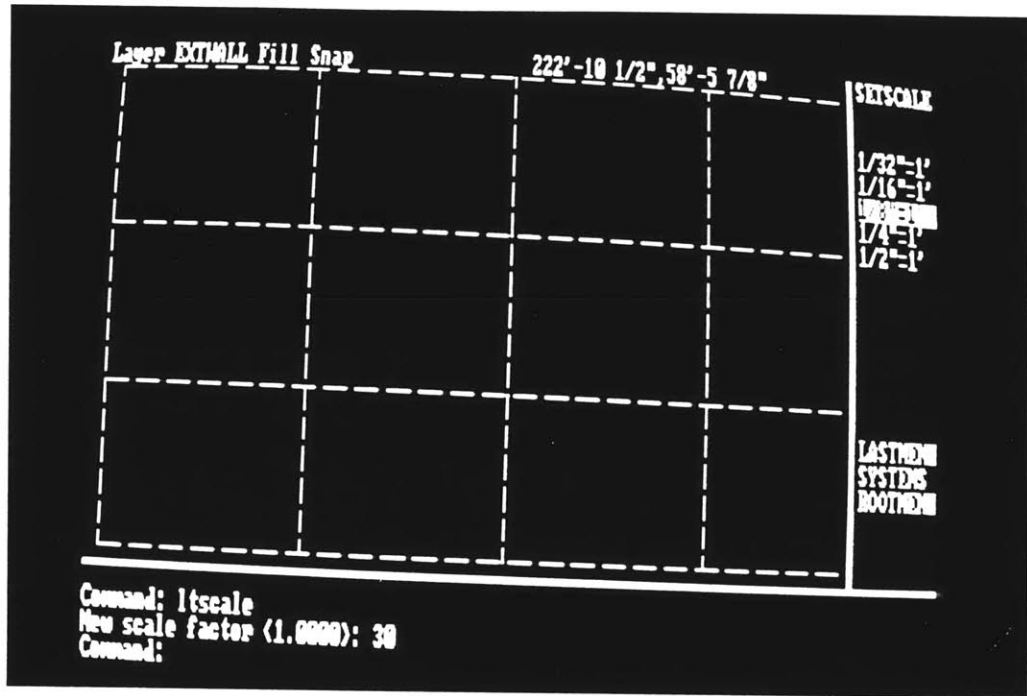 Layer EXTWALL Fill Snap
222'-10 1/2",58'-5 7/8"
SETSCALE
1/32"=1'
1/16"=1'
1/4"=1'
1/2"=1'
LASTMENU
SYSTEMS
ROOTMENU
Command: ltscale
New scale factor <1.0000>: 30
Command: